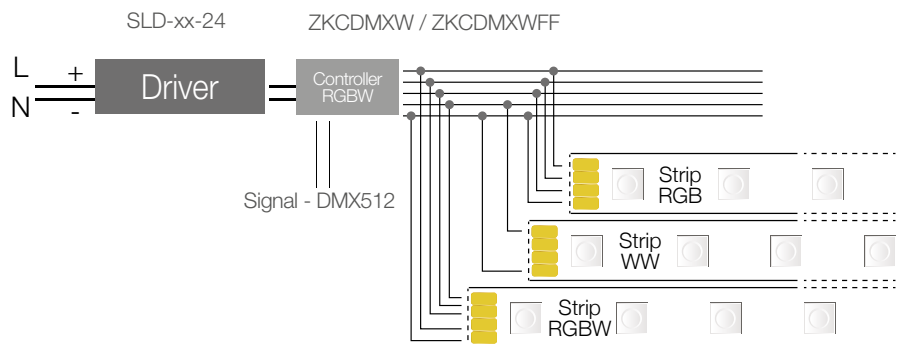 SLD-xx-24
ZKCDMXW / ZKCDMXWFF
L
+
Driver
Controller
RGBW
N
-
Signal - DMX512
Strip
RGB
Strip
WW
Strip
RGBW